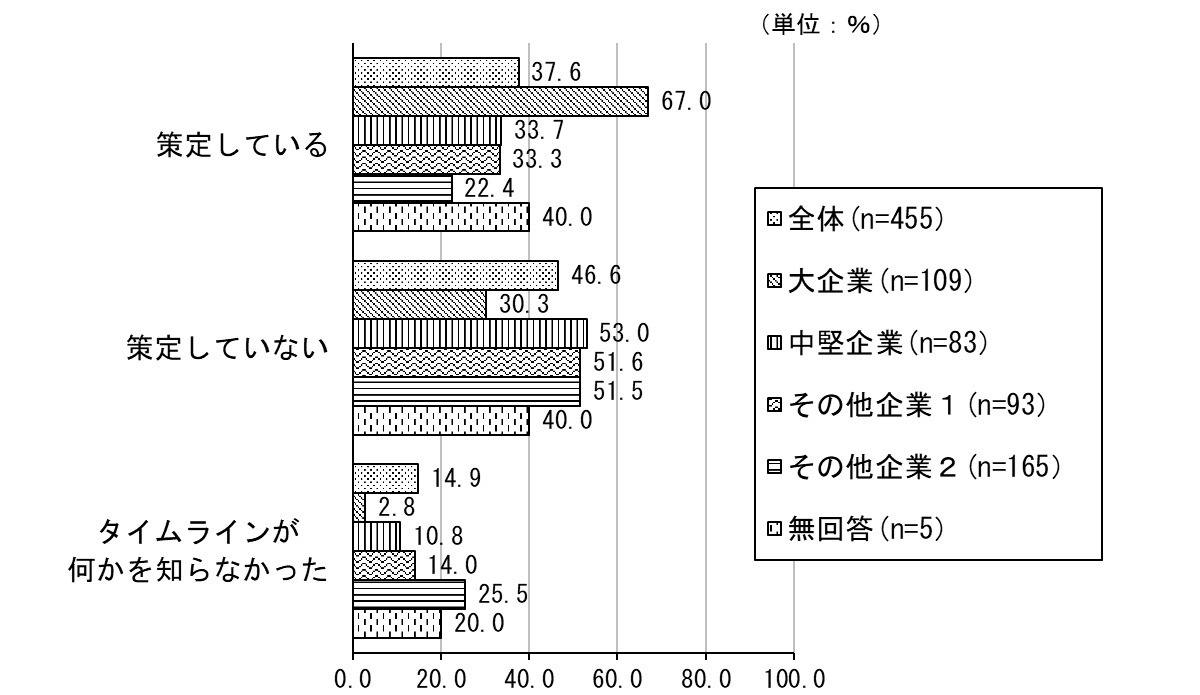 （単位：％）
策定している
37.6
67.0
33.7
33.3
22.4
40.0
策定していない
46.6
30.3
53.0
51.6
51.5
40.0
タイムラインが
何かを知らなかった
14.9
2.8
10.8
14.0
25.5
20.0
0.0 20.0 40.0 60.0 80.0 100.0
全体(n=455)
大企業(n=109)
中堅企業(n=83)
その他企業１(n=93)
その他企業２(n=165)
無回答(n=5)